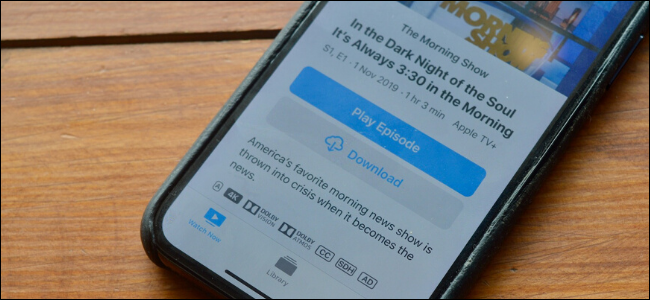 MORNING
SHOW
The Morning Show
In the Dark Night of the Soul
It's Always 3:30 in the Morning
S1, E1 · 1 Nov 2019 · 1 hr 3 min Apple TV+
Play Episode
Download
America's favorite morning news show is
thrown into crisis when it becomes the
news.
4K DOLBY VISION DOLBY ATMOS CC SDH AD
Watch Now
Library